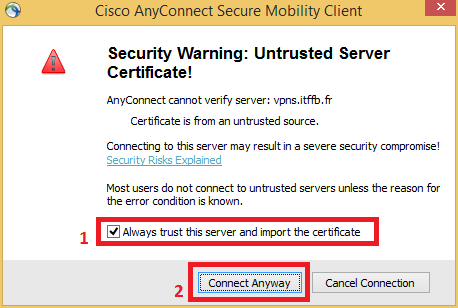 Cisco AnyConnect Secure Mobility Client
Security Warning: Untrusted Server
Certificate!
AnyConnect cannot verify server: vpns.itffb.fr
Certificate is from an untrusted source.
Connecting to this server may result in a severe security compromise!
Security Risks Explained
Most users do not connect to untrusted servers unless the reason for
the error condition is known.
1 Always trust this server and import the certificate
2 Connect Anyway Cancel Connection